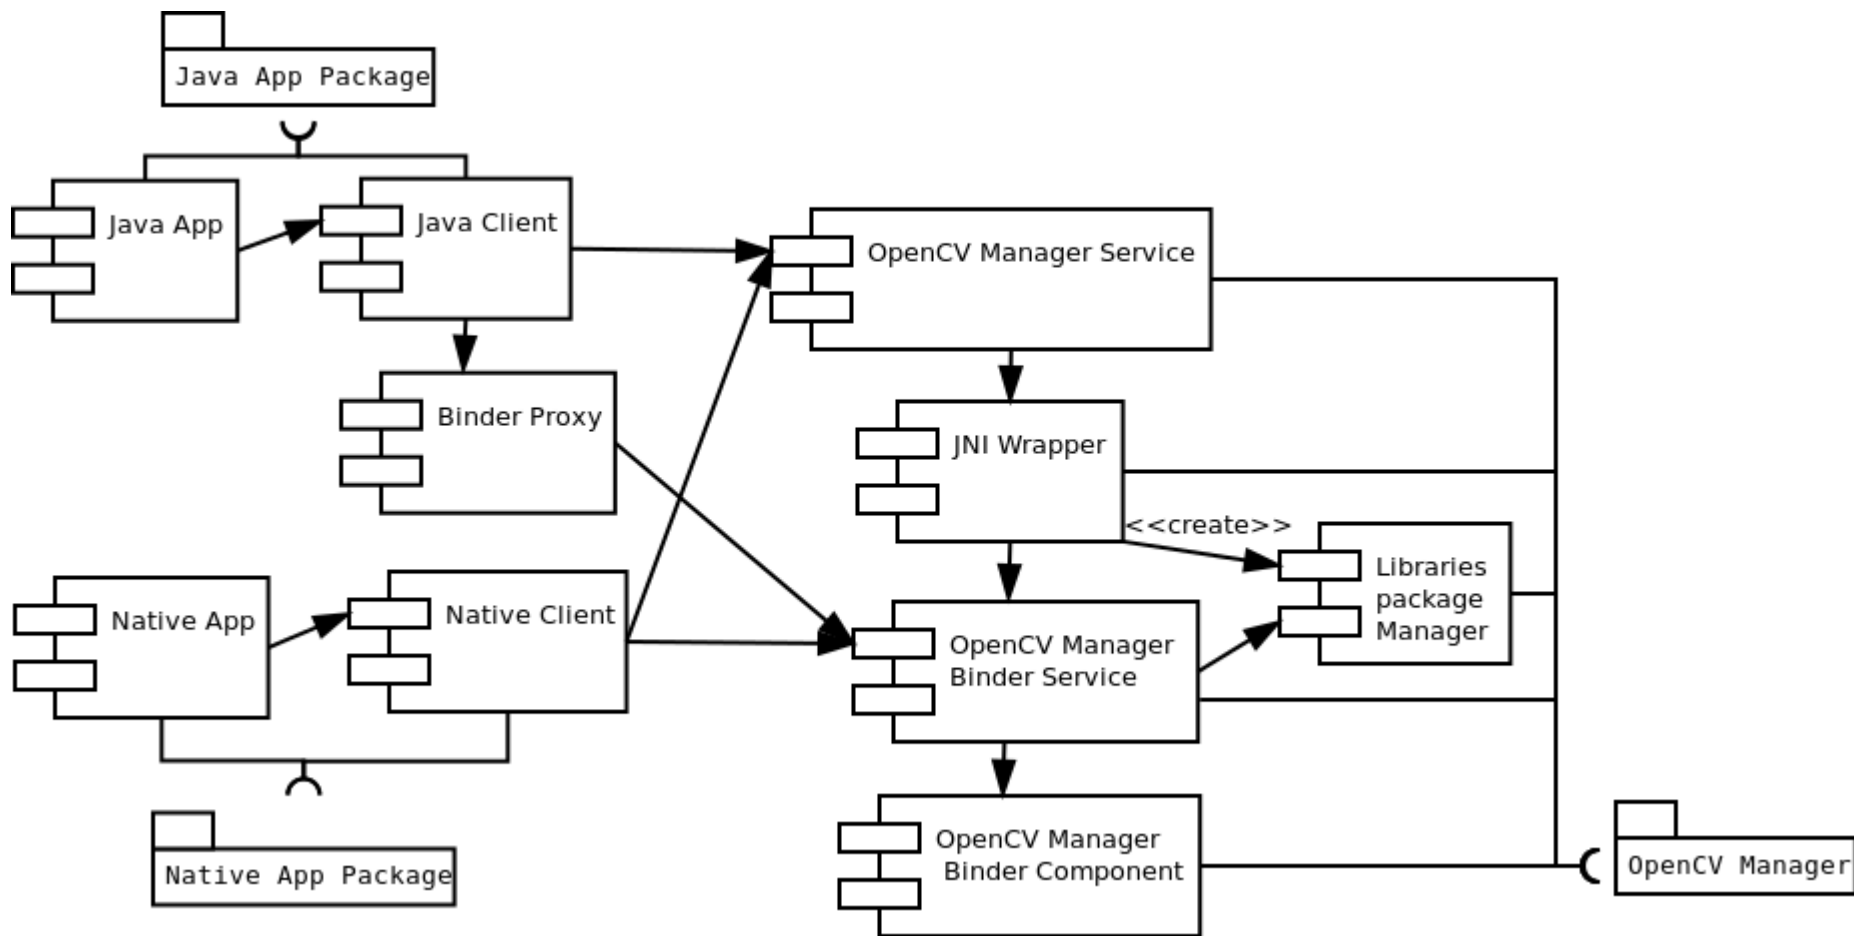 Java App Package
Java App
Java Client
OpenCV Manager Service
Binder Proxy
JNI Wrapper
<<create>>
Libraries
package
Manager
Native App
Native Client
OpenCV Manager
Binder Service
OpenCV Manager
Binder Component
Native App Package
OpenCV Manager